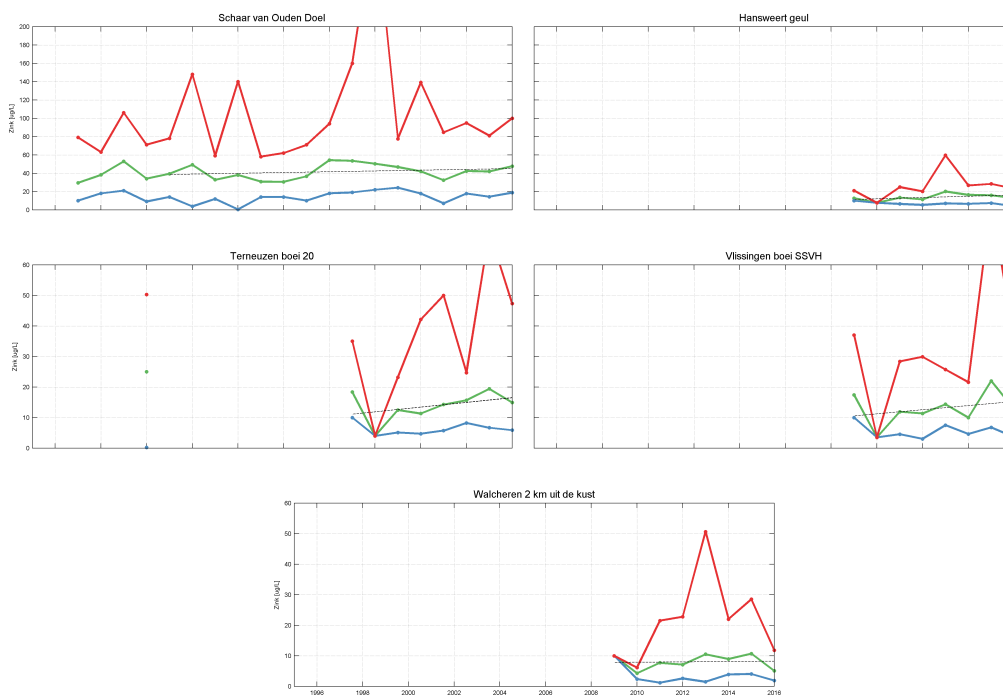 Schaar van Ouden Doel
Hansweert geul
200
180
160
140
120
100
80
60
40
20
0
Zink [ug/L]
Terneuzen boei 20
Vlissingen boei SSVH
60
50
40
30
20
10
0
Zink [ug/L]
Walcheren 2 km uit de kust
60
50
40
30
20
10
0
Zink [ug/L]
1996 1998 2000 2002 2004 2006 2008 2010 2012 2014 2016